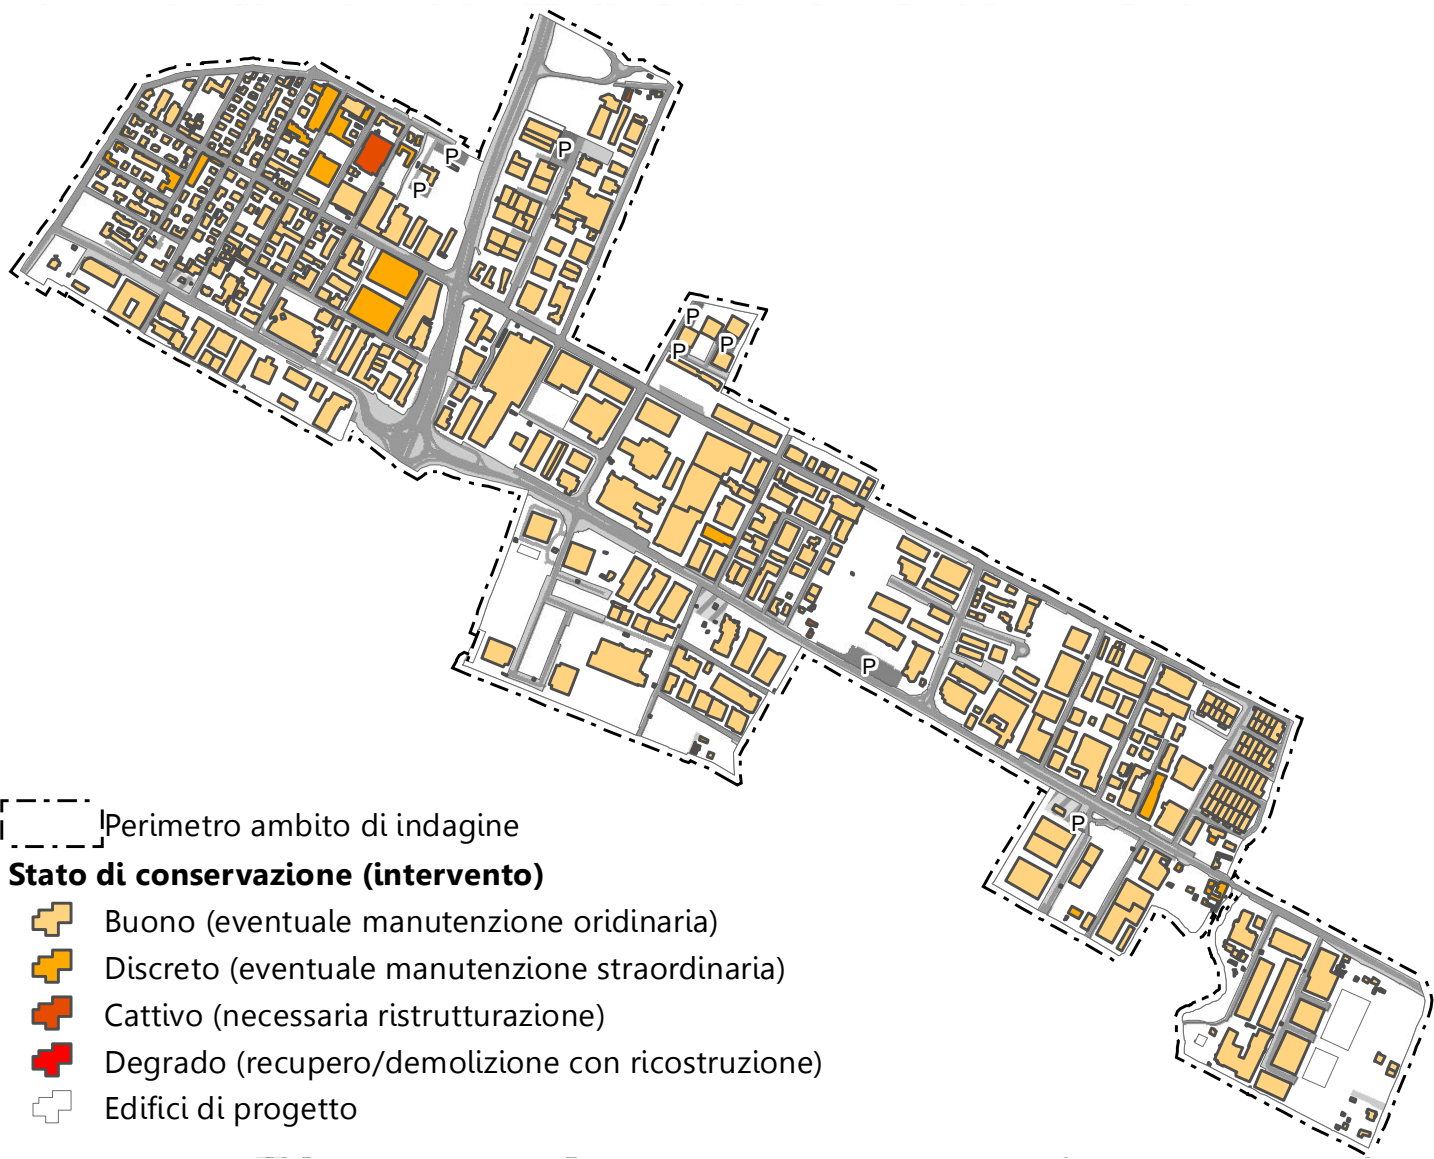 P
P
P
P
P
P
P
P
Perimetro ambito di indagine
Stato di conservazione (intervento)
Buono (eventuale manutenzione oridinaria)
Discreto (eventuale manutenzione straordinaria)
Cattivo (necessaria ristrutturazione)
Degrado (recupero/demolizione con ricostruzione)
Edifici di progetto